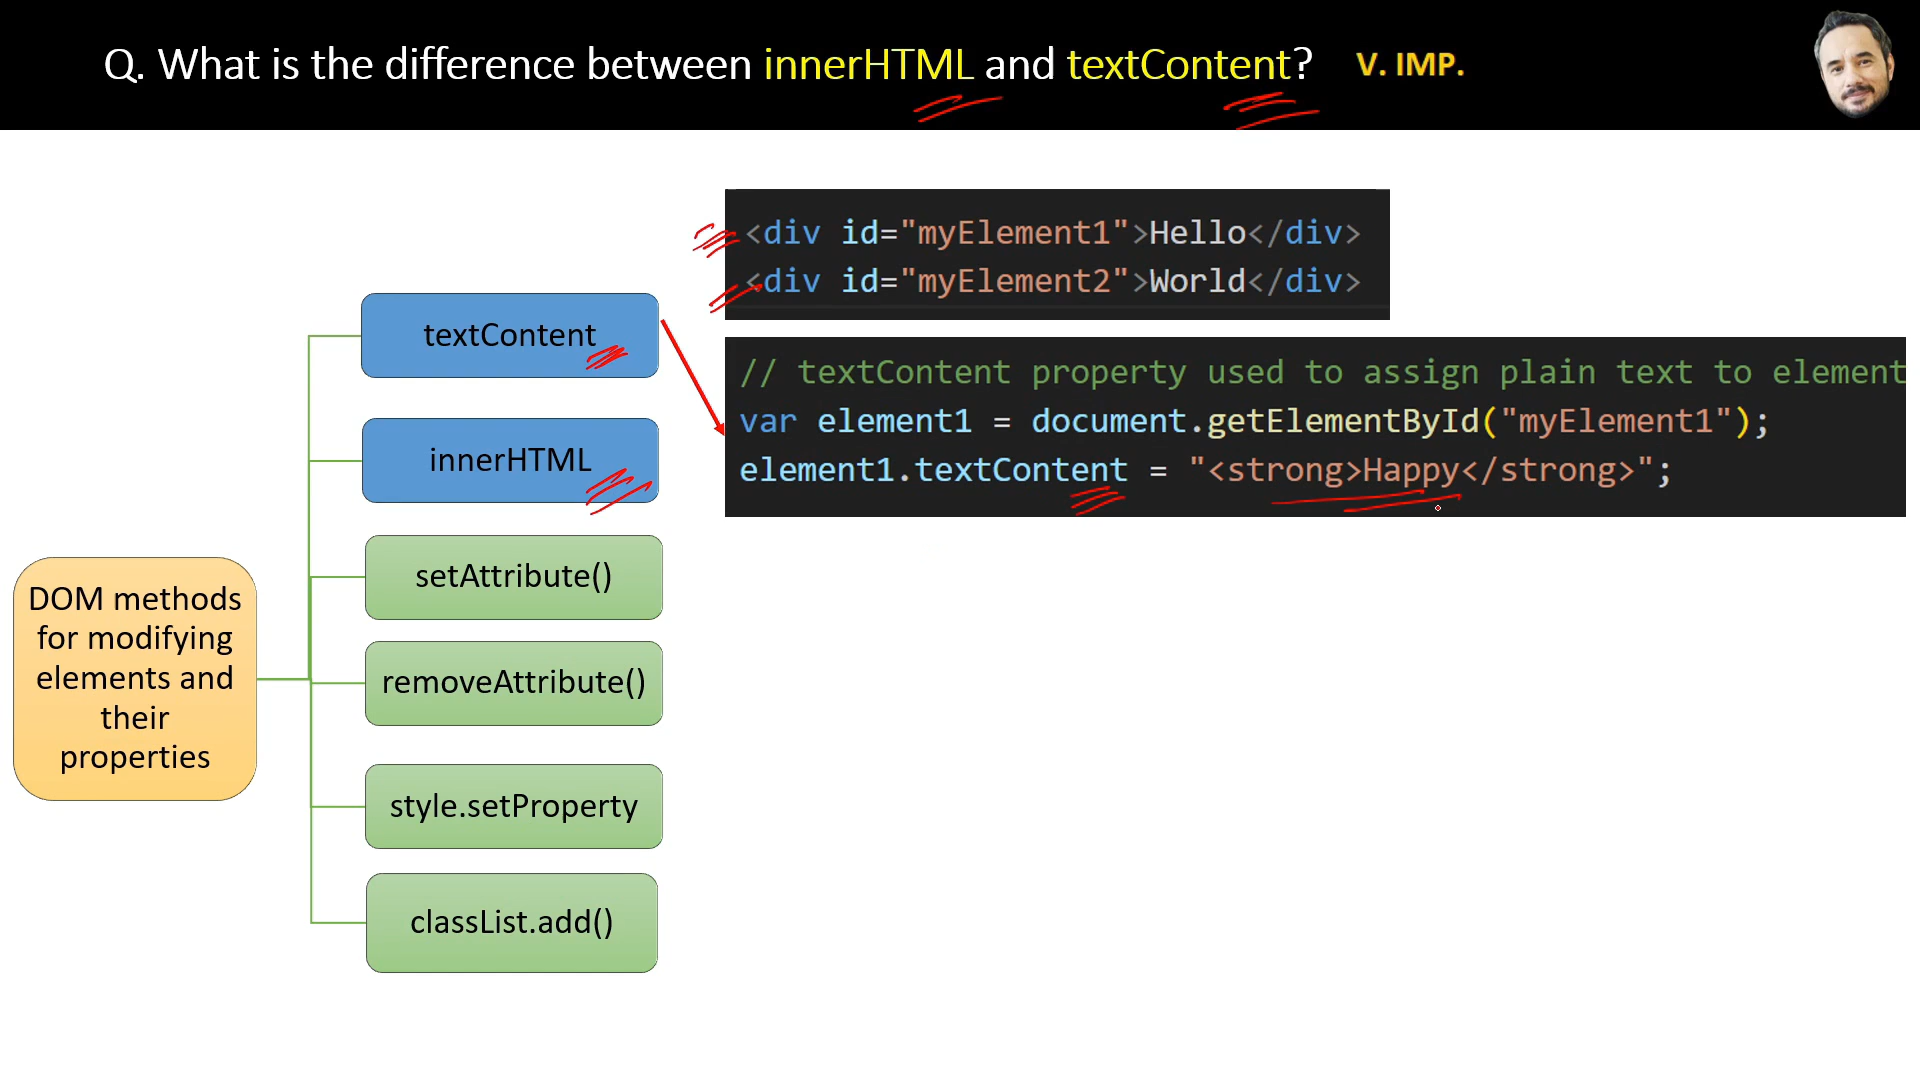 Q. What is the difference between innerHTML and textContent? V. IMP.
<div id="myElement1">Hello</div>
<div id="myElement2">World</div>
// textContent property used to assign plain text to element
var element1 = document.getElementById("myElement1");
element1.textContent = "<strong>Happy</strong>";
DOM methods
for modifying
elements and
their
properties
textContent
innerHTML
setAttribute()
removeAttribute()
style.setProperty
classList.add()